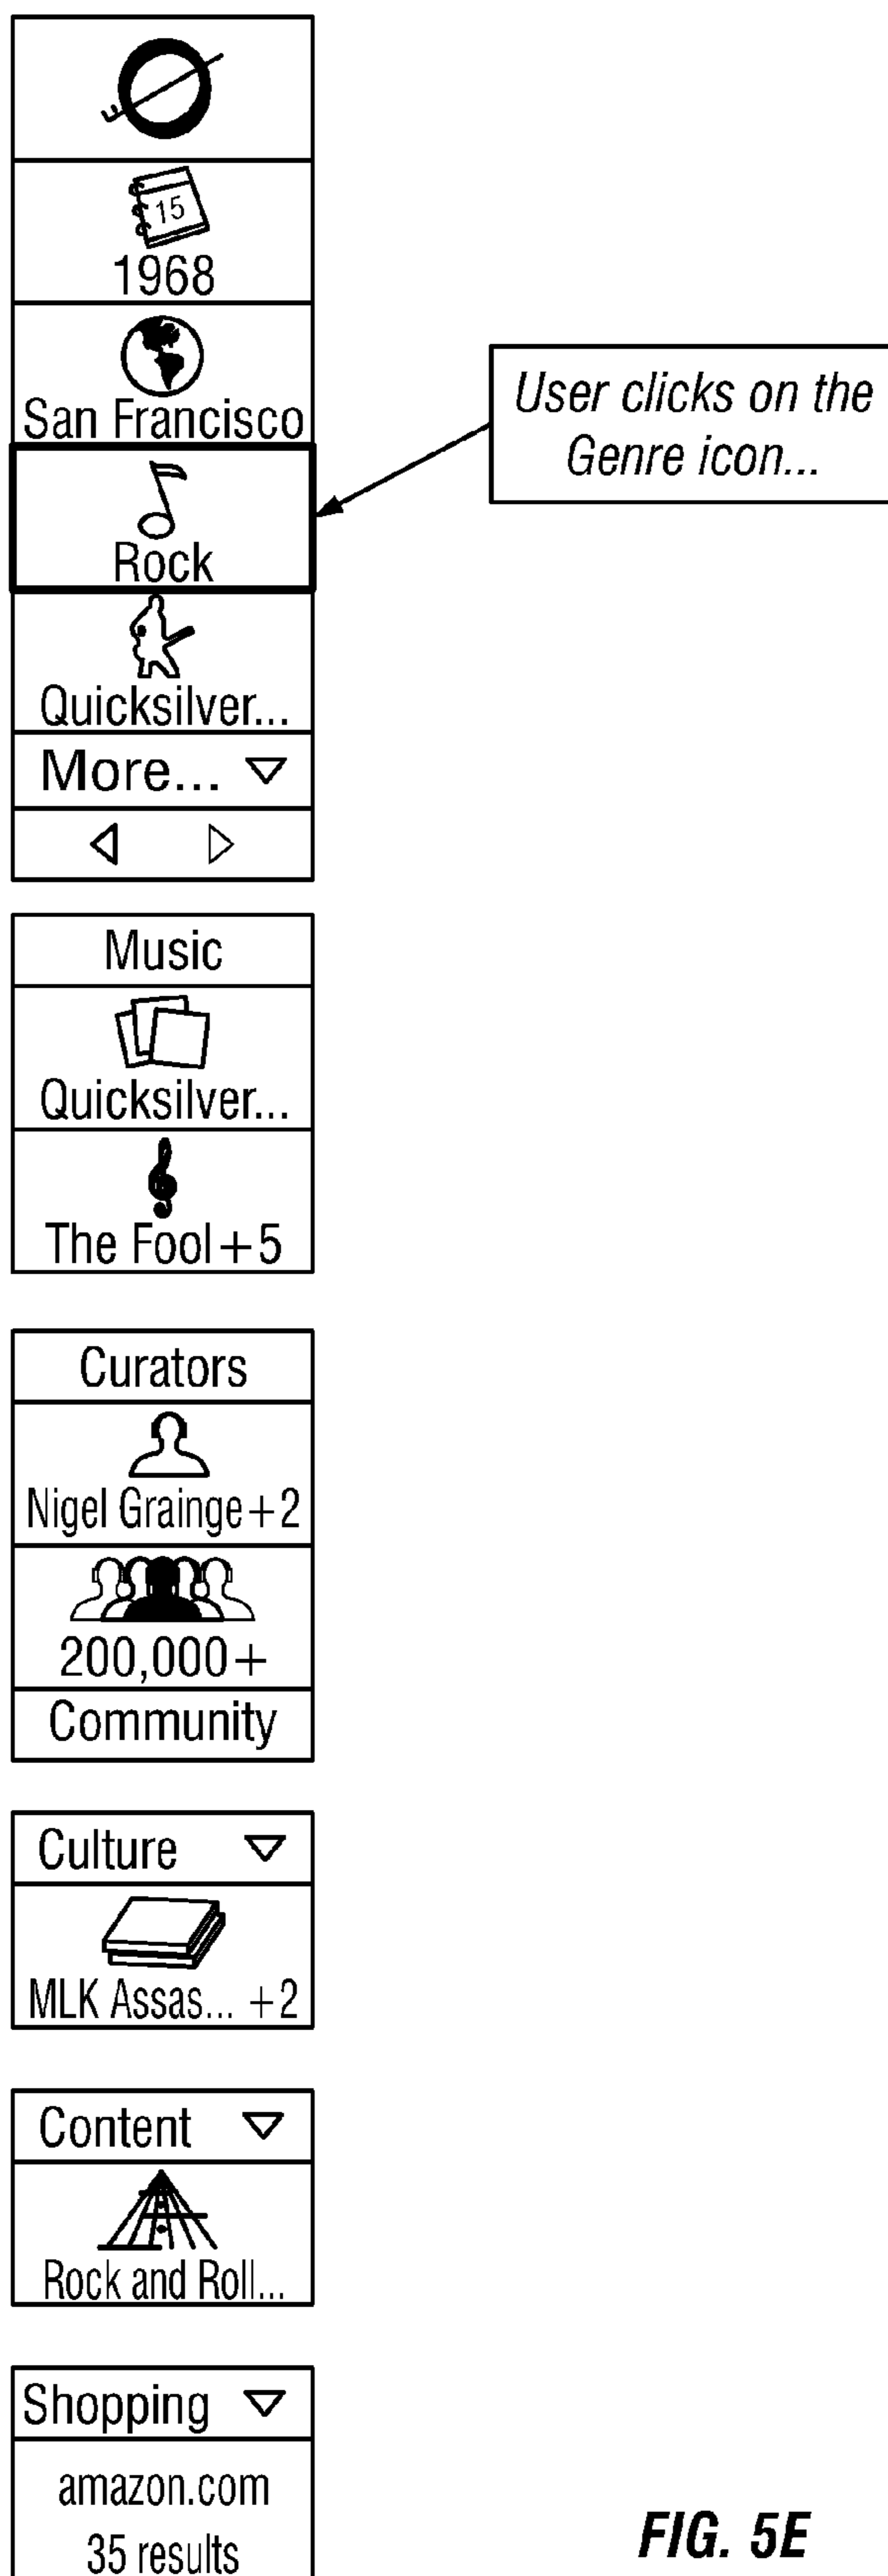 15
1968
San Francisco
User clicks on the
Genre icon...
Rock
Quicksilver...
More...
Music
Quicksilver...
The Fool+5
Curators
Nigel Grainge+2
200,000+
Community
Culture
MLK Assas... +2
Content
Rock and Roll...
Shopping
amazon.com
35 results
FIG. 5E